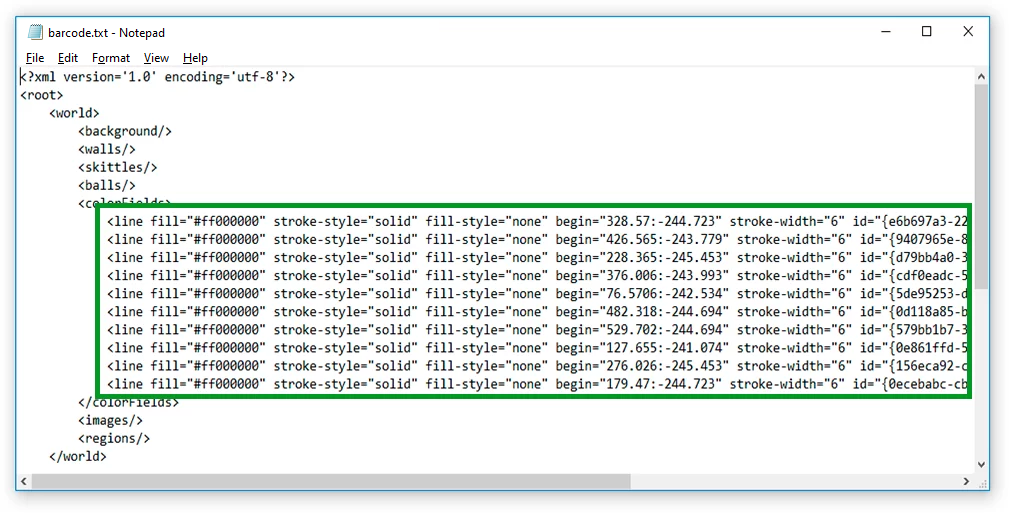 barcode.txt - Notepad
File Edit Format View Help
<?xml version='1.0' encoding='utf-8'?>
<root>
    <world>
        <background/>
        <walls/>
        <skittles/>
        <balls/>
        <colorFields>
            <line fill="#ff000000" stroke-style="solid" fill-style="none" begin="328.57:-244.723" stroke-width="6" id="{e6b697a3-22
            <line fill="#ff000000" stroke-style="solid" fill-style="none" begin="426.565:-243.779" stroke-width="6" id="{9407965e-8
            <line fill="#ff000000" stroke-style="solid" fill-style="none" begin="228.365:-245.453" stroke-width="6" id="{d79bb4a0-3
            <line fill="#ff000000" stroke-style="solid" fill-style="none" begin="376.006:-243.993" stroke-width="6" id="{cdf0eadc-5
            <line fill="#ff000000" stroke-style="solid" fill-style="none" begin="76.5706:-242.534" stroke-width="6" id="{5de95253-d
            <line fill="#ff000000" stroke-style="solid" fill-style="none" begin="482.318:-244.694" stroke-width="6" id="{0d118a85-b
            <line fill="#ff000000" stroke-style="solid" fill-style="none" begin="529.702:-244.694" stroke-width="6" id="{579bb1b7-3
            <line fill="#ff000000" stroke-style="solid" fill-style="none" begin="127.655:-241.074" stroke-width="6" id="{0e861ffd-5
            <line fill="#ff000000" stroke-style="solid" fill-style="none" begin="276.026:-245.453" stroke-width="6" id="{156eca92-c
            <line fill="#ff000000" stroke-style="solid" fill-style="none" begin="179.47:-244.723" stroke-width="6" id="{0ecebabc-cb
        </colorFields>
        <images/>
        <regions/>
    </world>